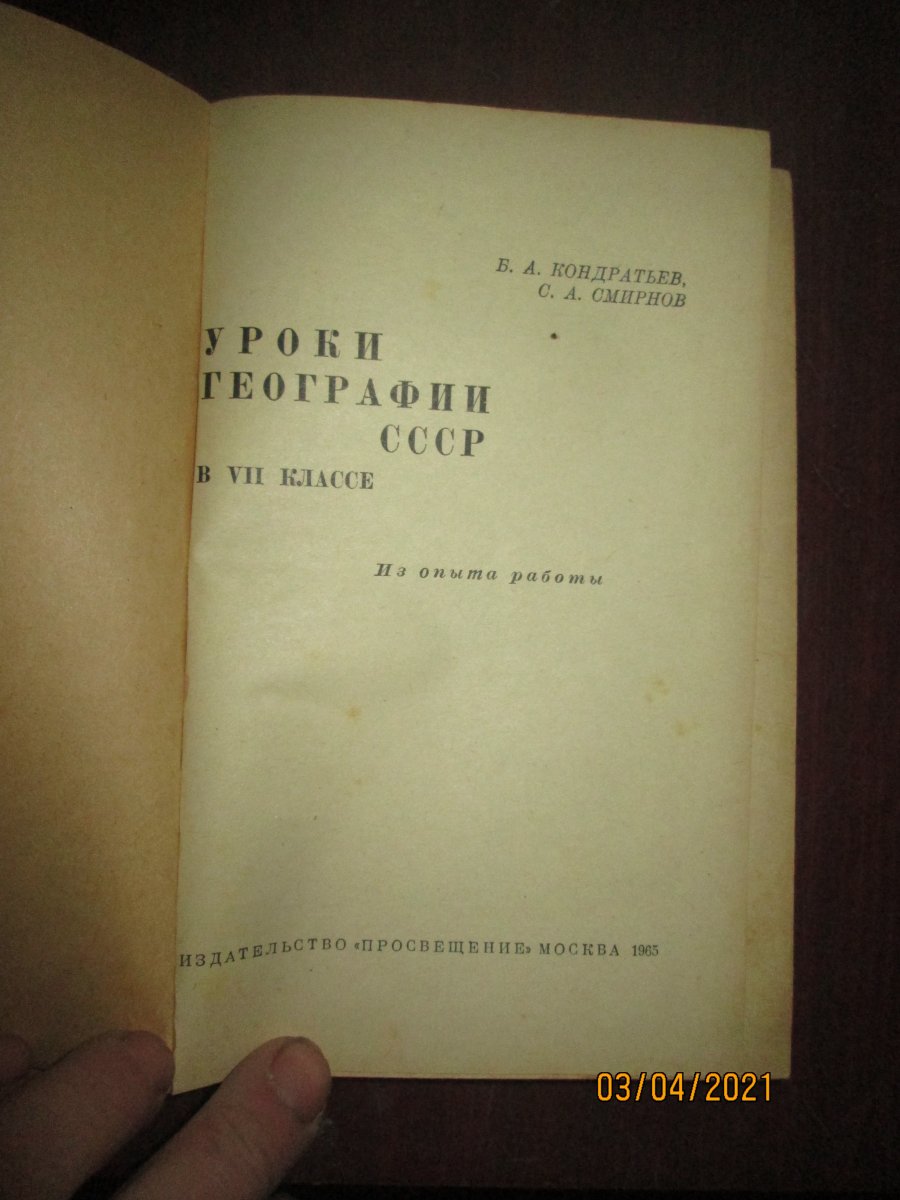 Б. А. КОНДРАТЬЕВ,
С. А. СМИРНОВ
УРОКИ
ГЕОГРАФИИ
СССР
В VII КЛАССЕ
Из опыта работы
ИЗДАТЕЛЬСТВО «ПРОСВЕЩЕНИЕ» МОСКВА 1965
03/04/2021